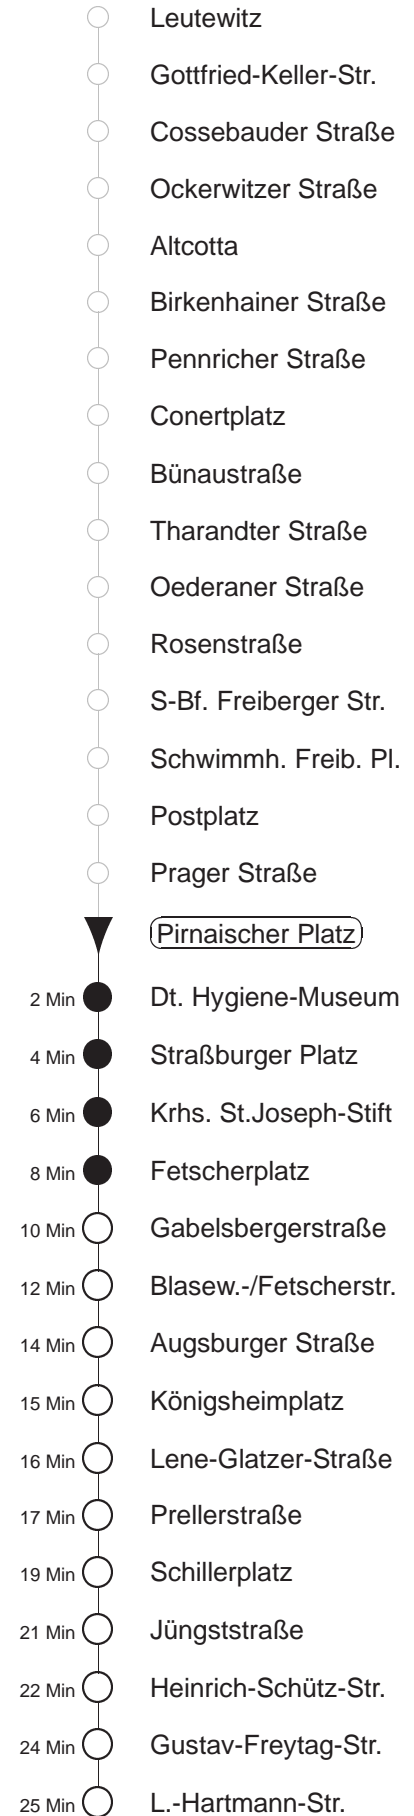 Leutewitz
Gottfried-Keller-Str.
Cossebauder Straße
Ockerwitzer Straße
Altcotta
Birkenhainer Straße
Pennricher Straße
Conertplatz
Bünaustraße
Tharandter Straße
Oederaner Straße
Rosenstraße
S-Bf. Freiberger Str.
Schwimmh. Freib. Pl.
Postplatz
Prager Straße
Pirnaischer Platz
2 Min Dt. Hygiene-Museum
4 Min Straßburger Platz
6 Min Krhs. St.Joseph-Stift
8 Min Fetscherplatz
10 Min Gabelsbergerstraße
12 Min Blasew.-/Fetscherstr.
14 Min Augsburger Straße
15 Min Königsheimplatz
16 Min Lene-Glatzer-Straße
17 Min Prellerstraße
19 Min Schillerplatz
21 Min Jüngststraße
22 Min Heinrich-Schütz-Str.
24 Min Gustav-Freytag-Str.
25 Min L.-Hartmann-Str.